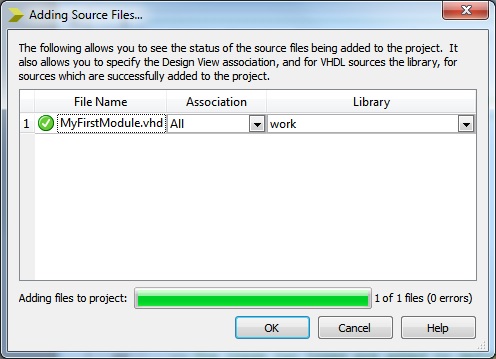 Adding Source Files...
The following allows you to see the status of the source files being added to the project.  It
also allows you to specify the Design View association, and for VHDL sources the library, for
sources which are successfully added to the project.
File Name Association Library
1 MyFirstModule.vhd All work
Adding files to project: 1 of 1 files (0 errors)
OK Cancel Help